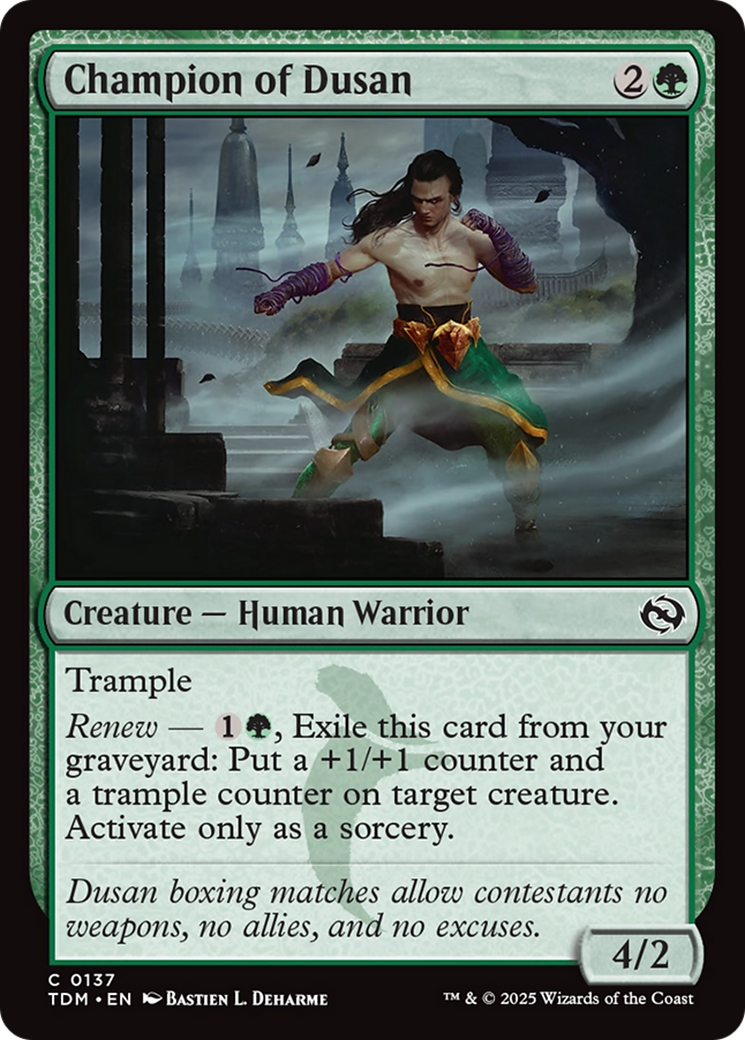 Champion of Dusan 2
Creature — Human Warrior
Trample
Renew — 1, Exile this card from your
graveyard: Put a +1/+1 counter and
a trample counter on target creature.
Activate only as a sorcery.
Dusan boxing matches allow contestants no
weapons, no allies, and no excuses.
4/2
C 0137
TDM • EN Bastien L. Deharme
™ & © 2025 Wizards of the Coast